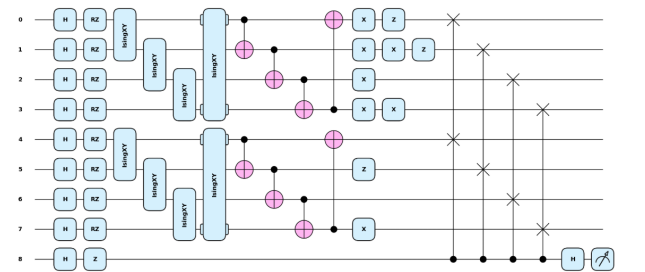 0 H RZ IsingXY IsingXY X Z
1 H RZ IsingXY X X Z
2 H RZ IsingXY X
3 H RZ X X
4 H RZ IsingXY IsingXY
5 H RZ IsingXY Z
6 H RZ IsingXY
7 H RZ X
8 H Z H